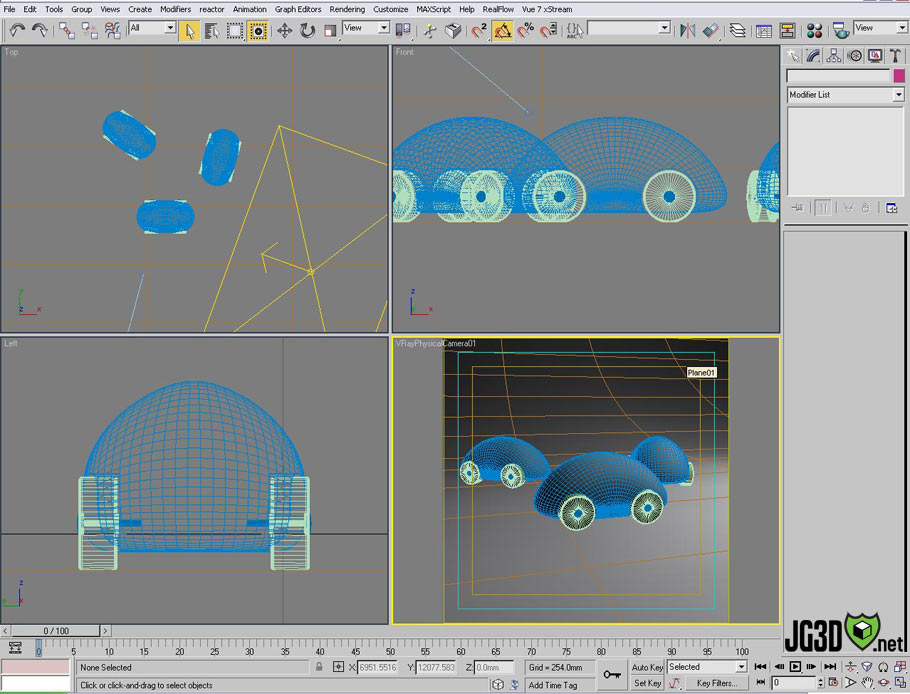 File Edit Tools Group Views Create Modifiers reactor Animation Graph Editors Rendering Customize MAXScript Help RealFlow Vue 7 xStream
All View View
Top
Front
Modifier List
y
z x
z
x
Left
VRayPhysicalCamera01
Plane01
z
y x
0 / 100
0 5 10 15 20 25 30 35 40 45 50 55 60 65 70 75 80 85 90 95 100
None Selected X: 6951.5516 Y: 12077.583 Z: 0.0mm Grid = 254.0mm Auto Key Selected
Click or click-and-drag to select objects Add Time Tag Set Key Key Filters... 0
JG3D.net